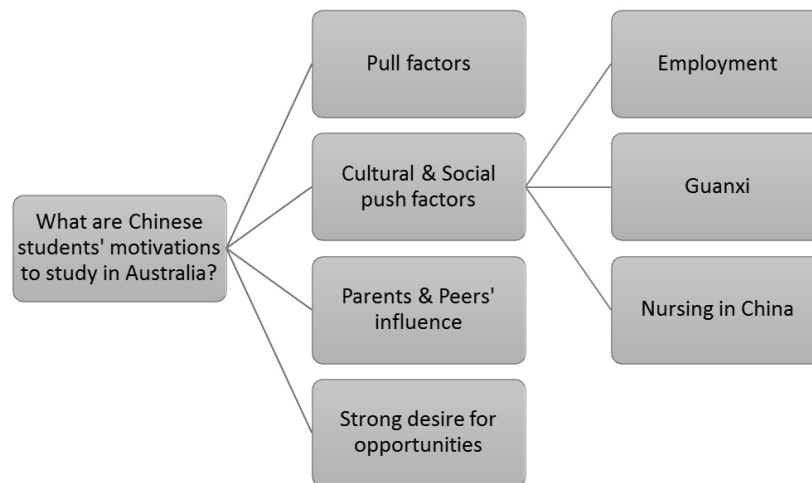 What are Chinese
students' motivations
to study in Australia?
Pull factors
Cultural & Social
push factors
Parents & Peers'
influence
Strong desire for
opportunities
Employment
Guanxi
Nursing in China